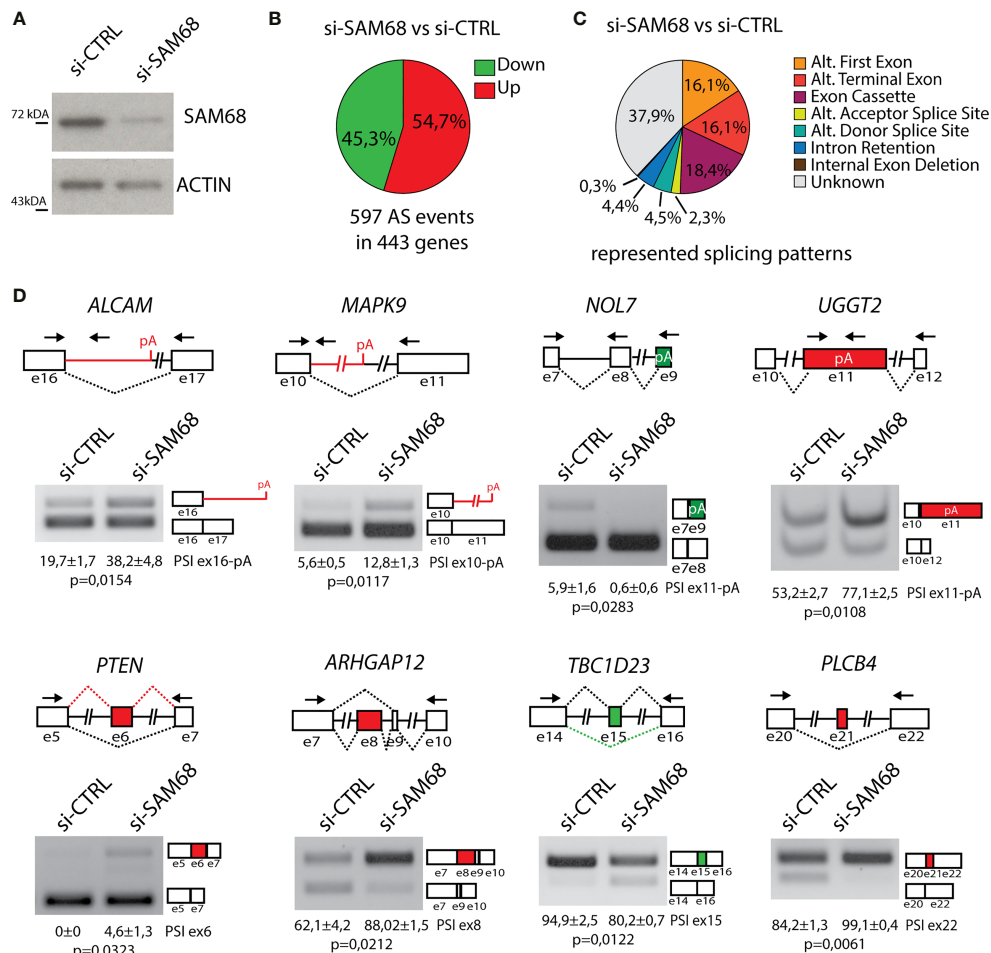 A
si-CTRL
si-SAM68
72 kDA
SAM68
ACTIN
43kDA
B
si-SAM68 vs si-CTRL
Down
Up
45,3%
54,7%
597 AS events
in 443 genes
C
si-SAM68 vs si-CTRL
16,1%
16,1%
18,4%
2,3%
4,5%
4,4%
0,3%
37,9%
Alt. First Exon
Alt. Terminal Exon
Exon Cassette
Alt. Acceptor Splice Site
Alt. Donor Splice Site
Intron Retention
Internal Exon Deletion
Unknown
represented splicing patterns
D
ALCAM
pA
e16
e17
si-CTRL
si-SAM68
pA
e16
e16 e17
19,7±1,7 38,2±4,8 PSI ex16-pA
p=0,0154
MAPK9
pA
e10
e11
si-CTRL
si-SAM68
pA
e10
e10 e11
5,6±0,5 12,8±1,3 PSI ex10-pA
p=0,0117
NOL7
pA
e7
e8
e9
si-CTRL
si-SAM68
pA
e7e9
e7e8
5,9±1,6 0,6±0,6 PSI ex11-pA
p=0,0283
UGGT2
pA
e10
e11
e12
si-CTRL
si-SAM68
pA
e10 e11
e10e12
53,2±2,7 77,1±2,5 PSI ex11-pA
p=0,0108
PTEN
e5
e6
e7
si-CTRL
si-SAM68
e5 e6 e7
e5 e7
0±0 4,6±1,3 PSI ex6
p=0,0323
ARHGAP12
e7
e8
e9
e10
si-CTRL
si-SAM68
e7 e8e9 e10
e7 e9e10
62,1±4,2 88,02±1,5 PSI ex8
p=0,0212
TBC1D23
e14
e15
e16
si-CTRL
si-SAM68
e14 e15 e16
e14 e16
94,9±2,5 80,2±0,7 PSI ex15
p=0,0122
PLCB4
e20
e21
e22
si-CTRL
si-SAM68
e20e21e22
e20 e22
84,2±1,3 99,1±0,4 PSI ex22
p=0,0061